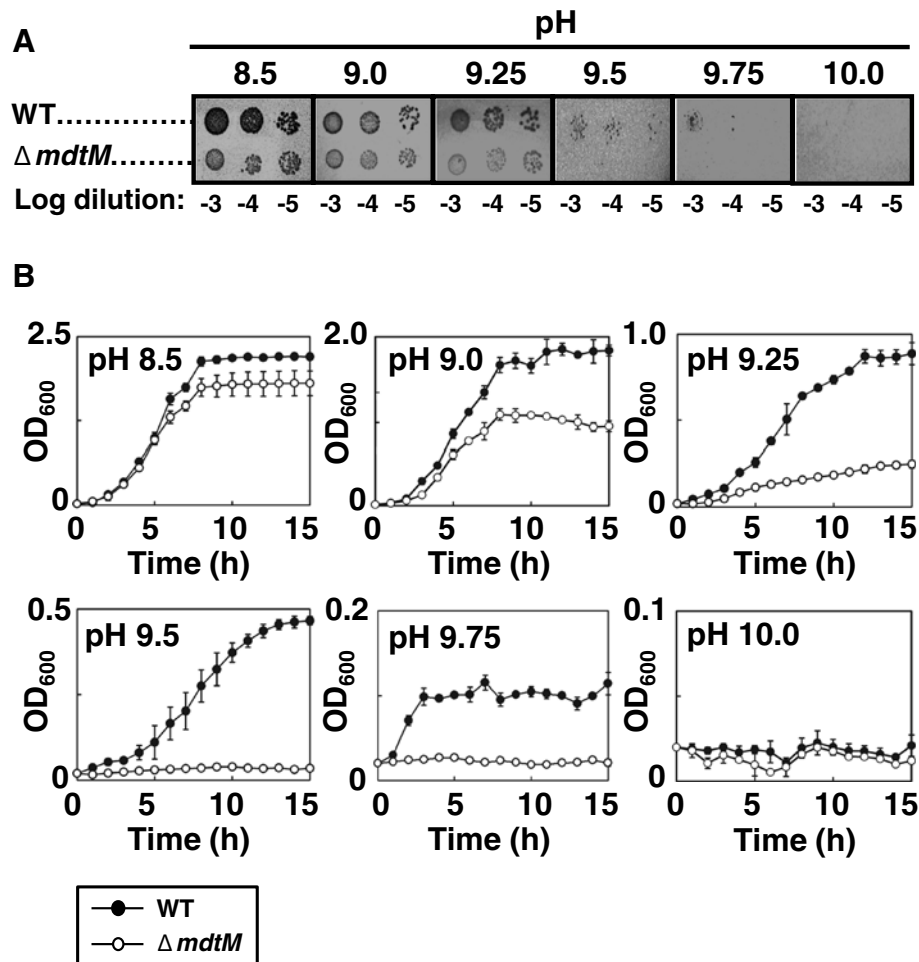 A
pH
8.5 9.0 9.25 9.5 9.75 10.0
WT...............
Δ mdtM.........
Log dilution: -3 -4 -5 -3 -4 -5 -3 -4 -5 -3 -4 -5 -3 -4 -5 -3 -4 -5
B
2.5
pH 8.5
OD600
0
0 5 10 15
Time (h)
2.0
pH 9.0
OD600
0
0 5 10 15
Time (h)
1.0
pH 9.25
OD600
0
0 5 10 15
Time (h)
0.5
pH 9.5
OD600
0
0 5 10 15
Time (h)
0.2
pH 9.75
OD600
0
0 5 10 15
Time (h)
0.1
pH 10.0
OD600
0
0 5 10 15
Time (h)
WT
Δ mdtM